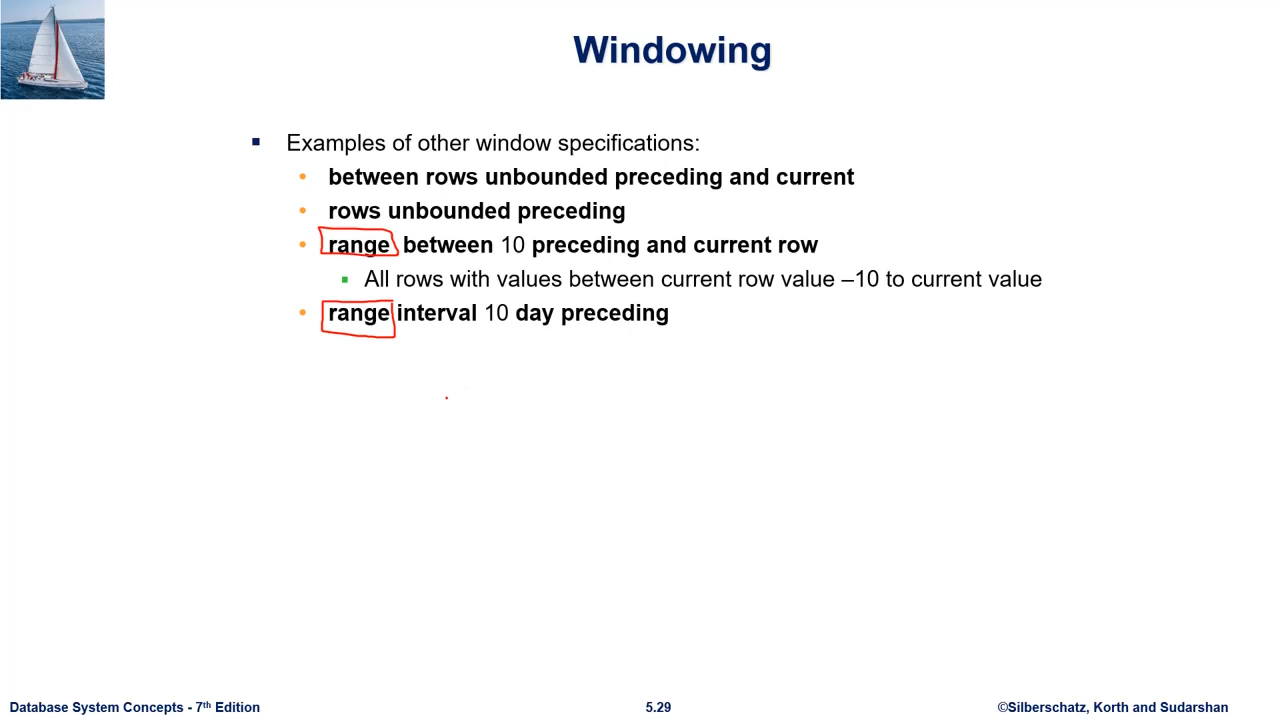 Windowing
▪ Examples of other window specifications:
• between rows unbounded preceding and current
• rows unbounded preceding
• range between 10 preceding and current row
▪ All rows with values between current row value –10 to current value
• range interval 10 day preceding
Database System Concepts - 7th Edition
5.29
©Silberschatz, Korth and Sudarshan